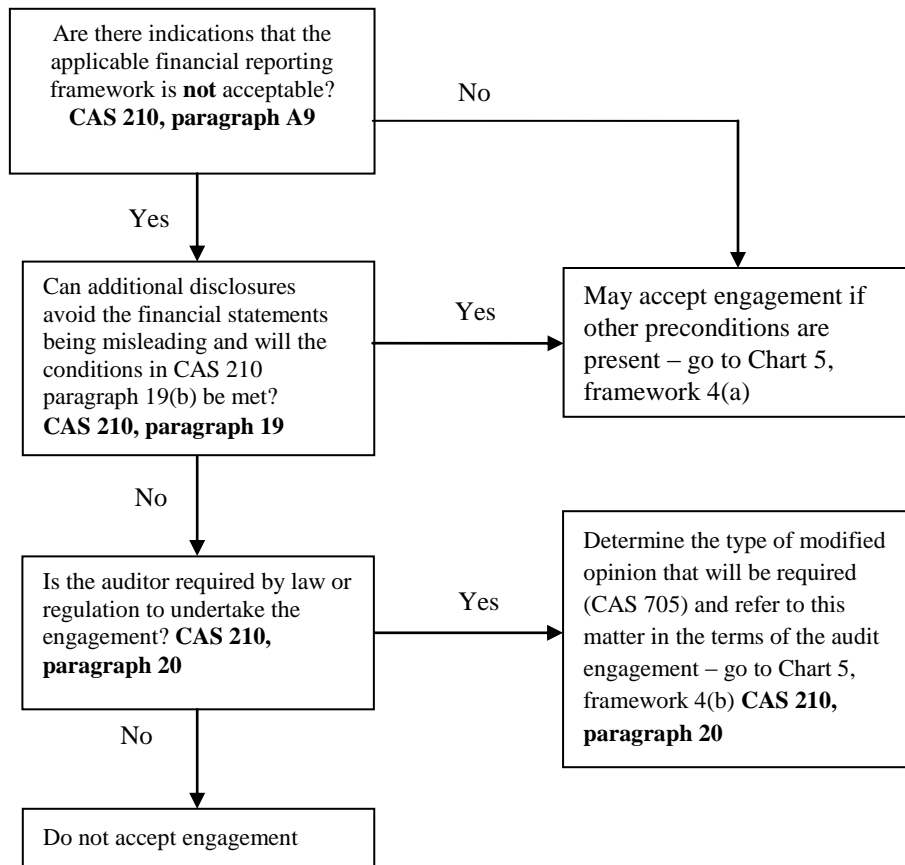 Are there indications that the
applicable financial reporting
framework is not acceptable?
CAS 210, paragraph A9
No
Yes
Can additional disclosures
avoid the financial statements
being misleading and will the
conditions in CAS 210
paragraph 19(b) be met?
CAS 210, paragraph 19
Yes
May accept engagement if
other preconditions are
present – go to Chart 5,
framework 4(a)
No
Is the auditor required by law or
regulation to undertake the
engagement? CAS 210,
paragraph 20
Yes
Determine the type of modified
opinion that will be required
(CAS 705) and refer to this
matter in the terms of the audit
engagement – go to Chart 5,
framework 4(b) CAS 210,
paragraph 20
No
Do not accept engagement